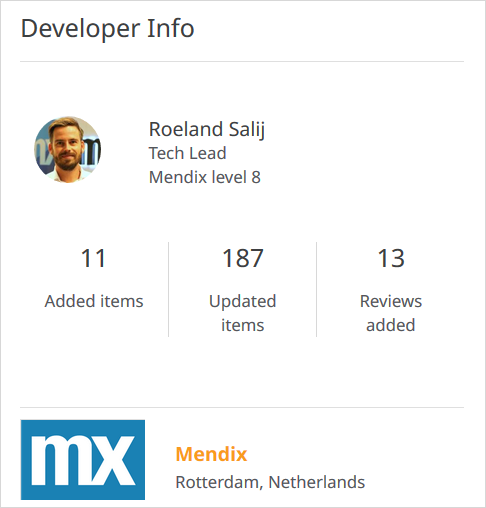 Developer Info
Roeland Salij
Tech Lead
Mendix level 8
11
Added items
187
Updated
items
13
Reviews
added
mx
Mendix
Rotterdam, Netherlands